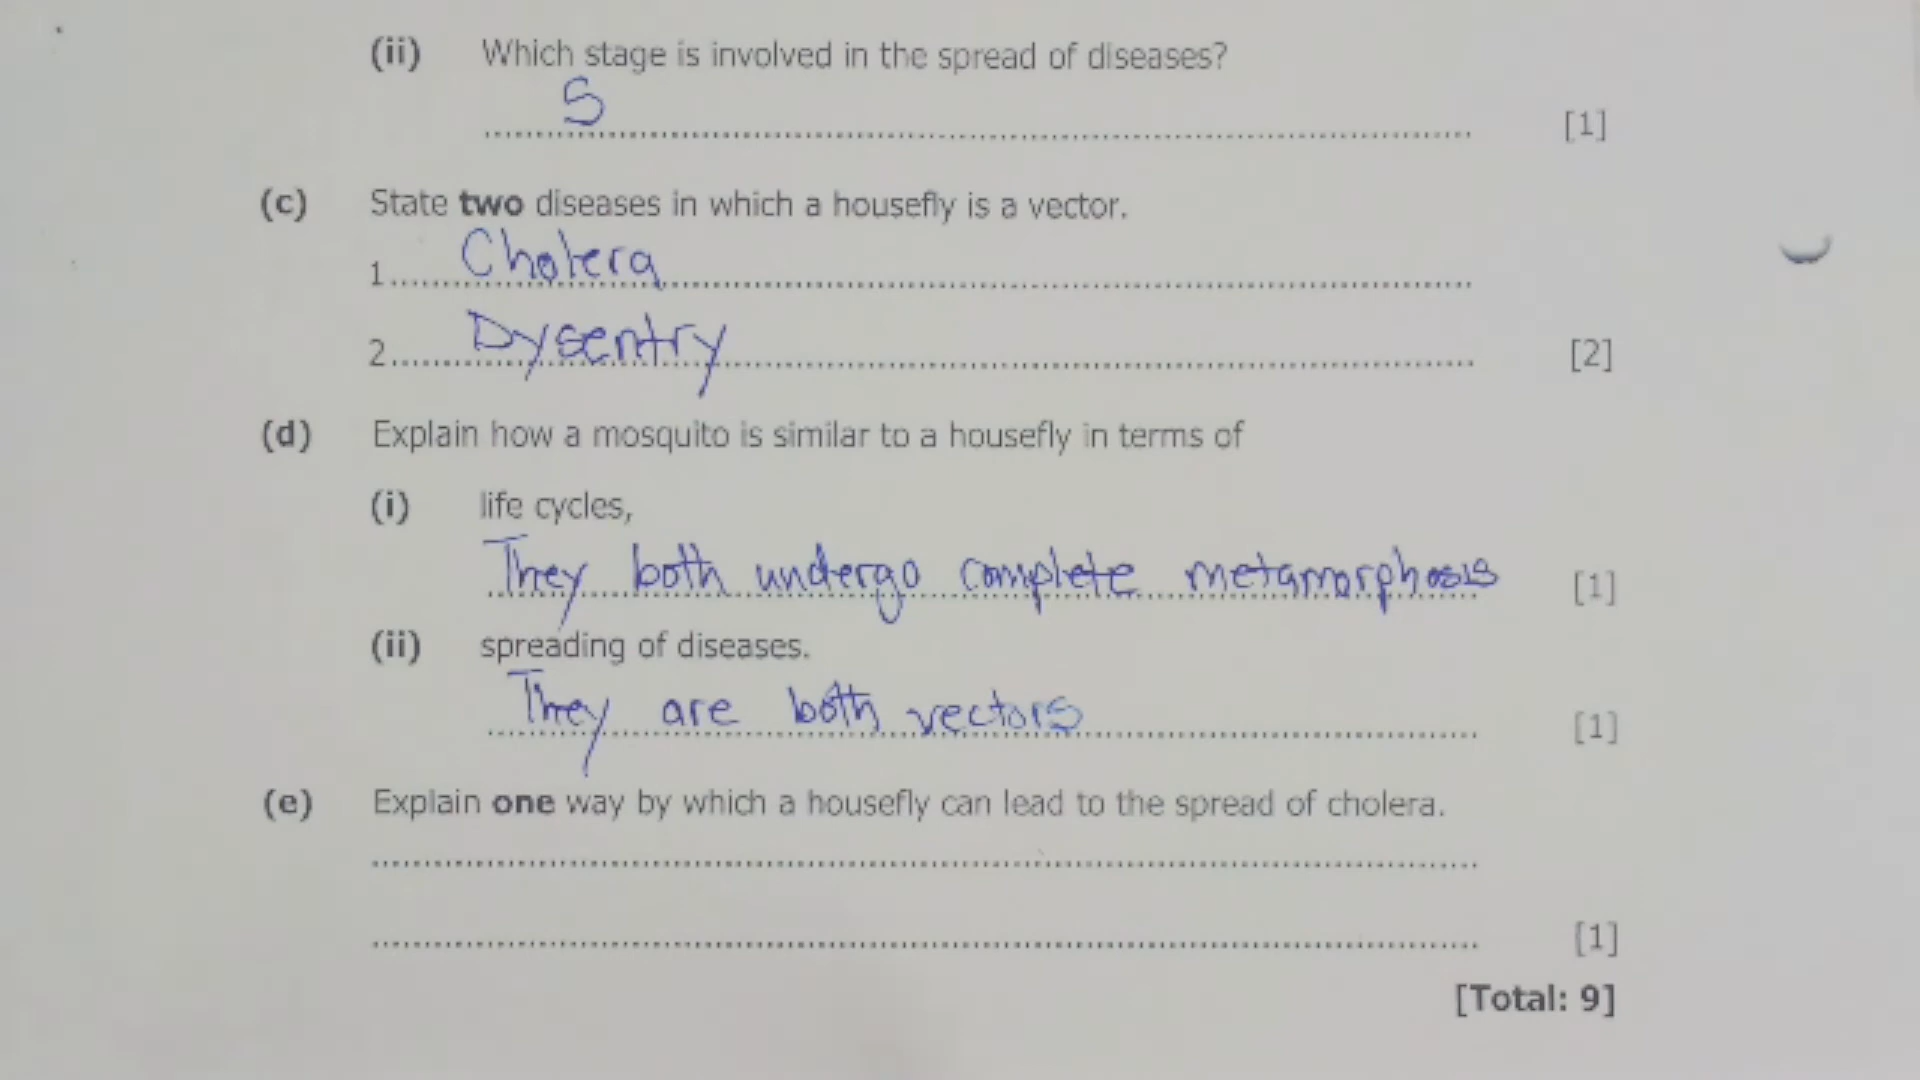 (ii) Which stage is involved in the spread of diseases?
S
[1]
(c) State two diseases in which a housefly is a vector.
1 Cholera
2 Dysentry [2]
(d) Explain how a mosquito is similar to a housefly in terms of
(i) life cycles,
They both undergo complete metamorphosis [1]
(ii) spreading of diseases.
They are both vectors [1]
(e) Explain one way by which a housefly can lead to the spread of cholera.
[1]
[Total: 9]